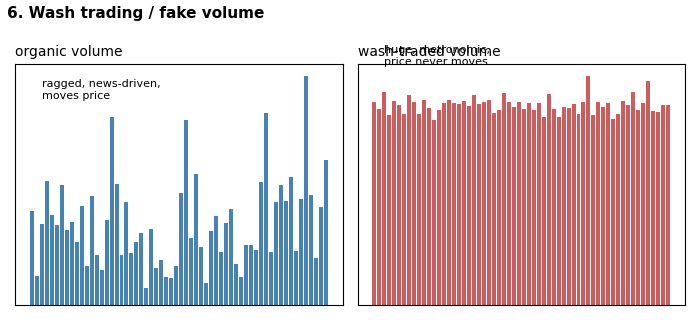 6. Wash trading / fake volume
organic volume
ragged, news-driven,
moves price
wash-traded volume
huge, metronomic,
price never moves